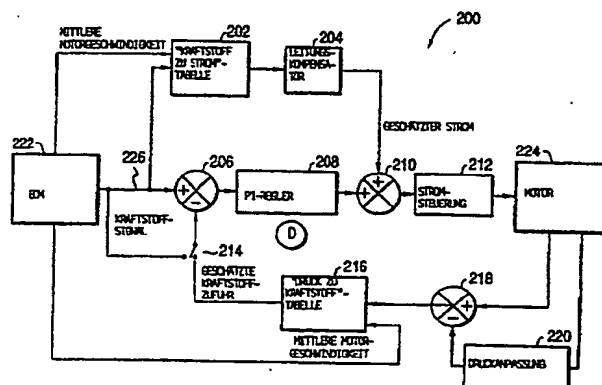 200
MITTLERE
MOTORGESCHWINDIGKEIT
202
"KRAFTSTOFF
ZU STROM"-
TABELLE
204
LEITUNGS-
KOMPENSA-
TOR
GESCHÄTZTER STROM
222
ECM
226
KRAFTSTOFF-
SIGNAL
206
+
-
208
PI-REGLER
D
210
+
+
212
STROM-
STEUERUNG
224
MOTOR
214
GESCHÄTZTE
KRAFTSTOFF-
ZUFUHR
216
"DRUCK ZU
KRAFTSTOFF"-
TABELLE
MITTLERE MOTOR-
GESCHWINDIGKEIT
218
+
-
220
DRUCKANPASSUNG